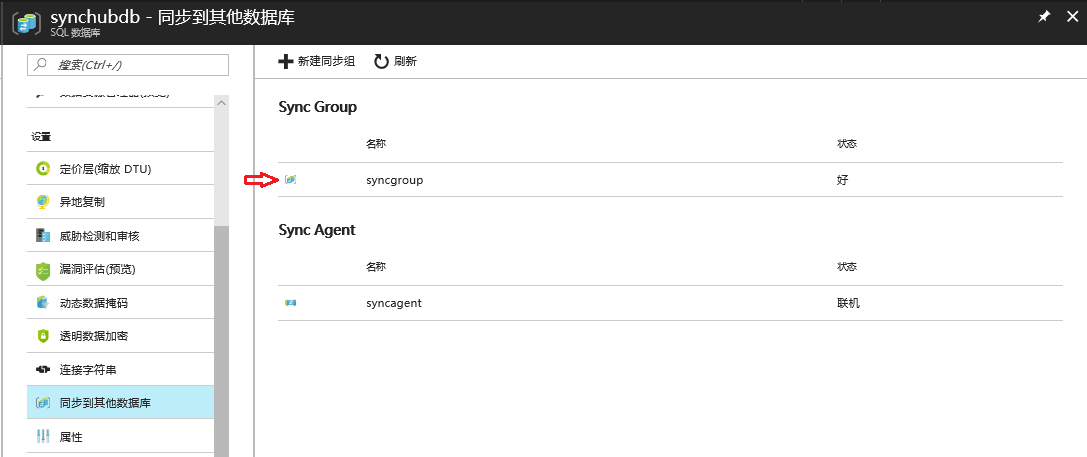 synchubdb - 同步到其他数据库
SQL 数据库
搜索(Ctrl+/)
新建同步组
刷新
设置
定价层(缩放 DTU)
异地复制
威胁检测和审核
漏洞评估(预览)
动态数据掩码
透明数据加密
连接字符串
同步到其他数据库
属性
Sync Group
名称 状态
syncgroup 好
Sync Agent
名称 状态
syncagent 联机